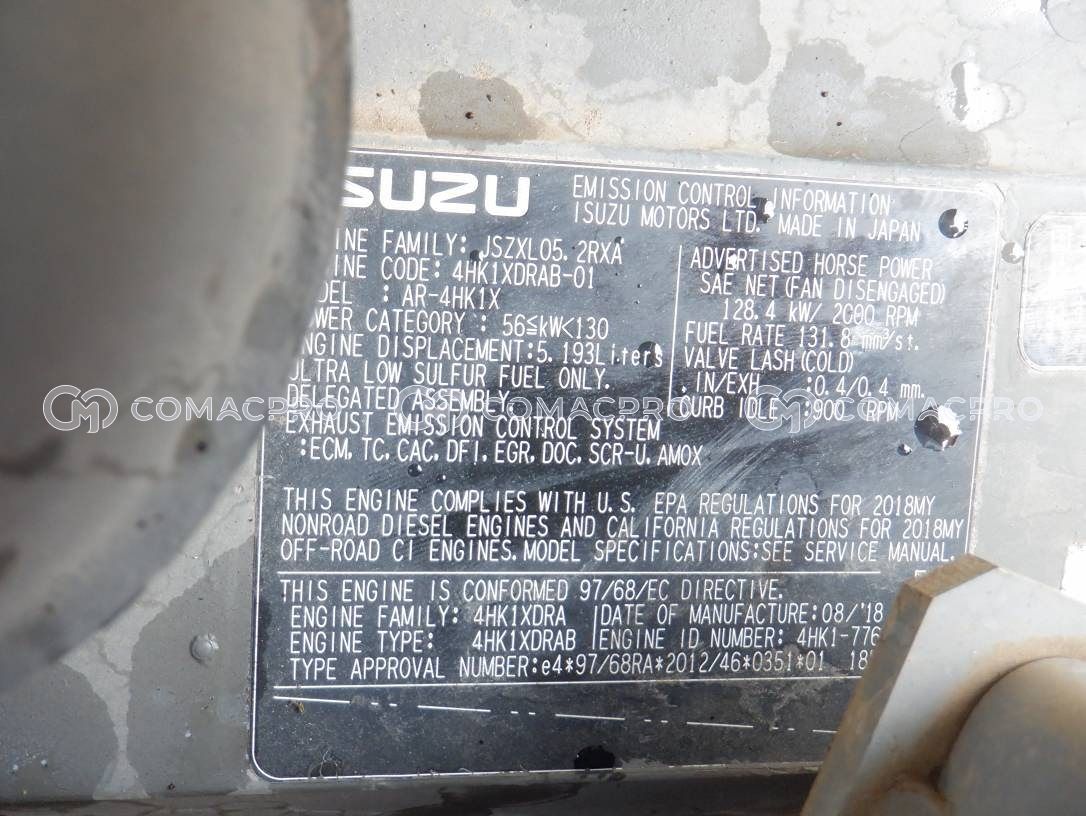 SUZU
EMISSION CONTROL INFORMATION
ISUZU MOTORS LTD. MADE IN JAPAN
INE FAMILY: JSZXL05.2RXA
INE CODE: 4HK1XDRAB-01
MODEL : AR-4HK1X
POWER CATEGORY : 56≦kW<130
ENGINE DISPLACEMENT:5.193Liters
ULTRA LOW SULFUR FUEL ONLY.
DELEGATED ASSEMBLY
EXHAUST EMISSION CONTROL SYSTEM
:ECM, TC, CAC, DFI, EGR, DOC, SCR-U, AMOX
ADVERTISED HORSE POWER
SAE NET(FAN DISENGAGED)
128.4 kW/ 2000 RPM
FUEL RATE 131.8 mm³/st.
VALVE LASH(COLD)
IN/EXH :0.4/0.4 mm.
CURB IDLE :900 RPM
COMACPRO COMACPRO COMACPRO
THIS ENGINE COMPLIES WITH U.S. EPA REGULATIONS FOR 2018MY
NONROAD DIESEL ENGINES AND CALIFORNIA REGULATIONS FOR 2018MY
OFF-ROAD CI ENGINES. MODEL SPECIFICATIONS:SEE SERVICE MANUAL.
THIS ENGINE IS CONFORMED 97/68/EC DIRECTIVE.
ENGINE FAMILY: 4HK1XDRA
DATE OF MANUFACTURE:08/'18
ENGINE TYPE: 4HK1XDRAB
ENGINE ID NUMBER: 4HK1-776
TYPE APPROVAL NUMBER:e4*97/68RA*2012/46*0351*01 18